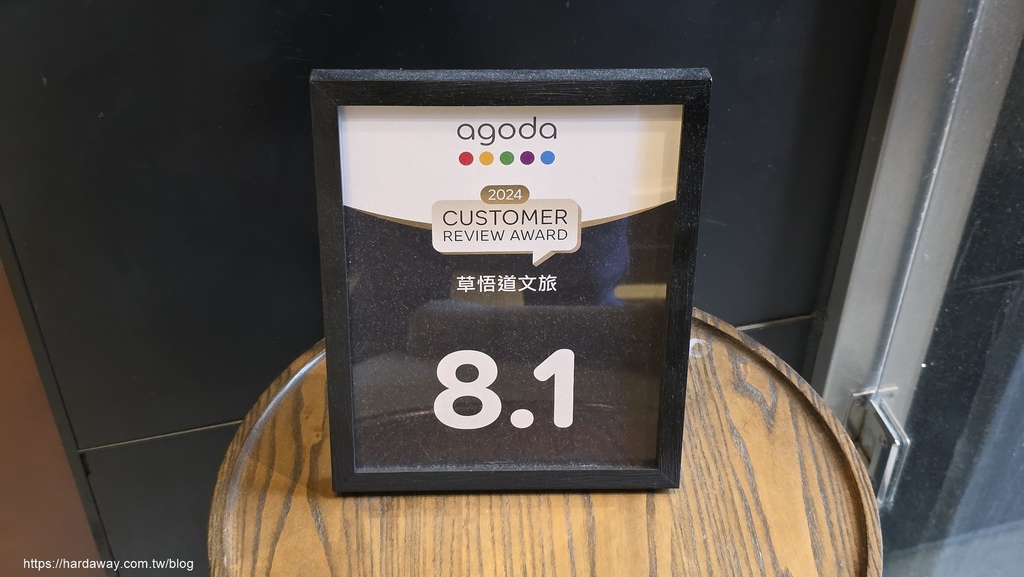 agoda
2024
CUSTOMER
REVIEW AWARD
草悟道文旅
8.1
https://hardaway.com.tw/blog